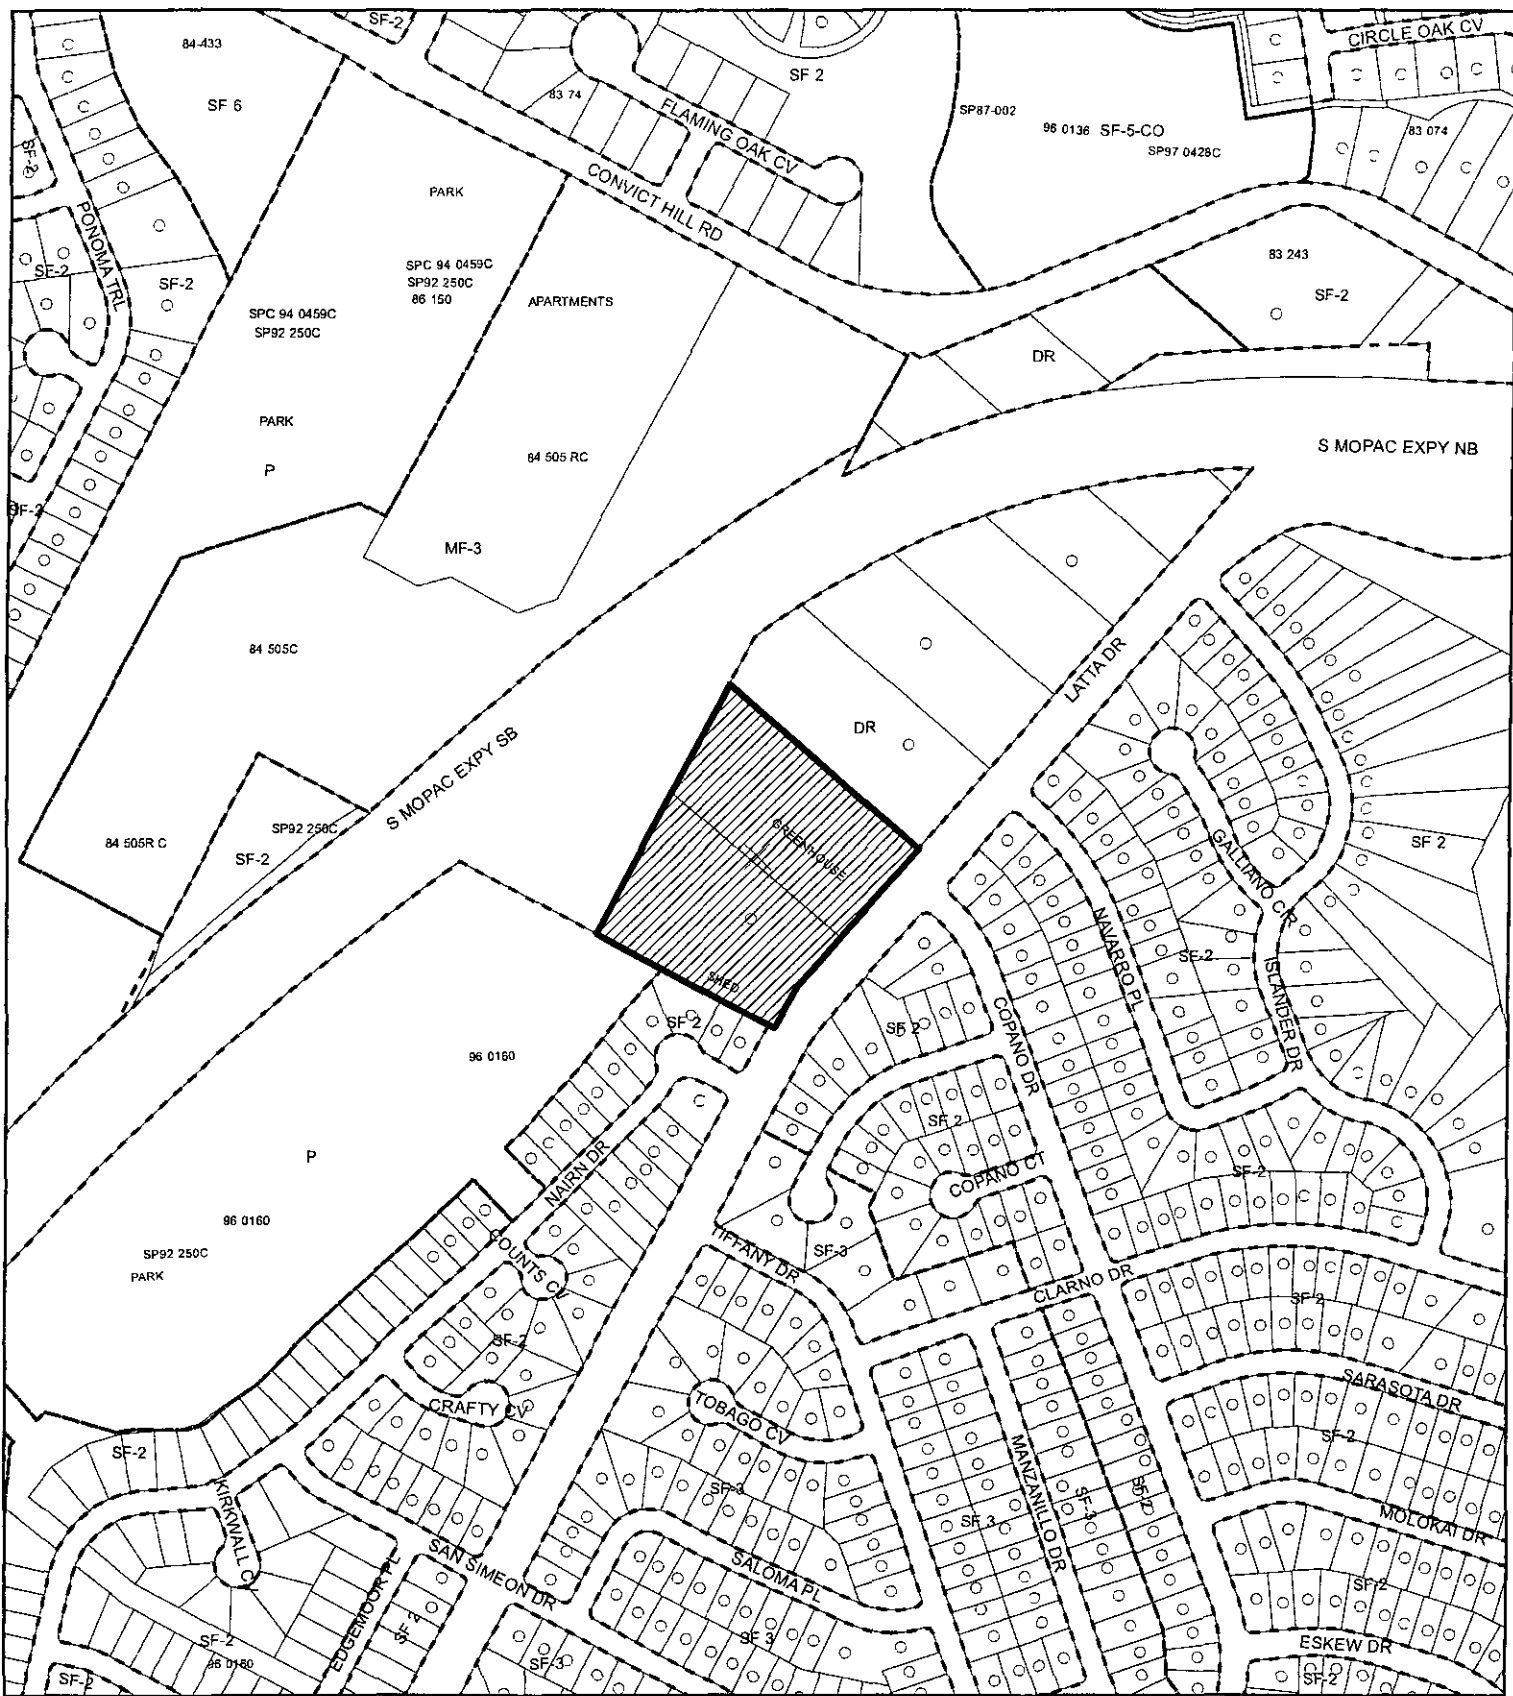 SF-2
84-433
SF 6
83 74
SF 2
FLAMING OAK CV
CONVICT HILL RD
SP87-002
96 0136 SF-5-CO
SP97 0428C
CIRCLE OAK CV
83 074
SF-2
PONOMA TRL
SF-2
SF-2
PARK
SPC 94 0459C
SP92 250C
86 150
SPC 94 0459C
SP92 250C
APARTMENTS
83 243
SF-2
DR
PARK
P
84 505 RC
S MOPAC EXPY NB
SF-2
MF-3
84 505C
LATTA DR
DR
S MOPAC EXPY SB
84 505R C
SP92 250C
SF-2
GREENHOUSE
SHED
GALLIANO CIR
SF 2
NAVARRO PL
SF-2
ISLANDER DR
SF 2
SF 2
COPANO DR
96 0160
SF 2
COPANO CT
SF-2
P
NAIRN DR
96 0160
SP92 250C
PARK
COUNTS CV
TIFFANY DR
SF-3
CLARNO DR
SF 2
SF-2
SARASOTA DR
CRAFTY CV
TOBAGO CV
SF-2
SF-2
MANZANILLO DR
SF-3
SF-2
KIRKWALL CV
SF-3
SF 3
MOLOKAI DR
SAN SIMEON DR
SALOMA PL
EDGEMOOR PL
SF-2
SF-2
96 0160
SF-2
SF-3
SF 3
SF-2
ESKEW DR
SF-2